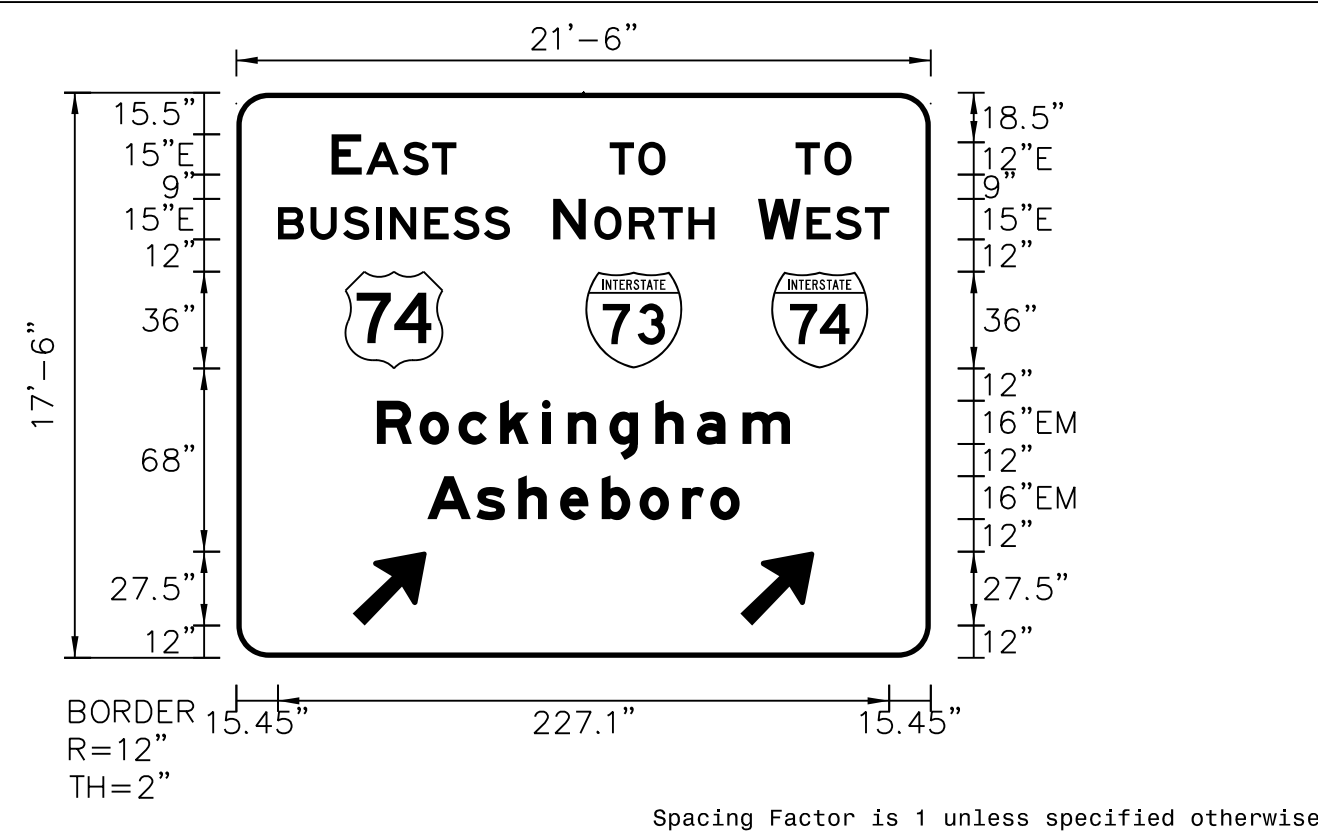 21'-6"
15.5"
15"E
9"
15"E
12"
36"
68"
27.5"
12"
17'-6"
EAST TO TO
BUSINESS NORTH WEST
74 INTERSTATE 73 INTERSTATE 74
Rockingham
Asheboro
18.5"
12"E
9"
15"E
12"
36"
12"
16"EM
12"
16"EM
12"
27.5"
12"
15.45" 227.1" 15.45"
BORDER
R=12"
TH=2"
Spacing Factor is 1 unless specified otherwise